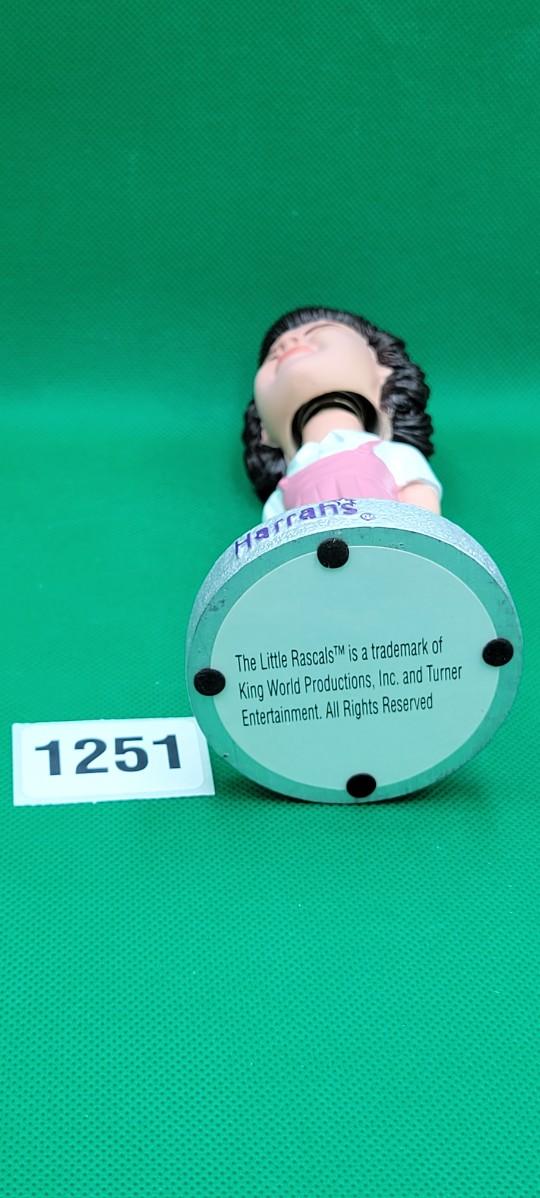 Harrah's®
The Little Rascals™ is a trademark of
King World Productions, Inc. and Turner
Entertainment. All Rights Reserved
1251